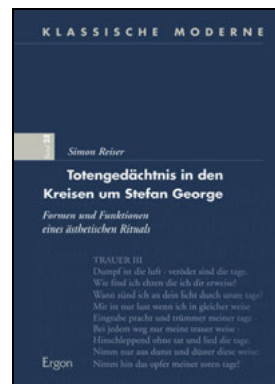 KLASSISCHE MODERNE
Simon Reiser
Totengedächtnis in den
Kreisen um Stefan George
Formen und Funktionen
eines ästhetischen Rituals
TRAUER III
Dumpf ist die luft · verödet sind die tage.
Wie find ich ehren die ich dir erweise?
Wann zünd ich an dein licht durch unsre tage?
Mir ist nur lust wenn ich in gleicher weise
Eingrabe pracht und trümmer meiner tage ·
Bei jedem weg nur meine trauer weise ·
Hinschleppend ohne tat und lied die tage.
Nimm nur aus dunst und düster diese weise:
Nimm hin das opfer meiner toten tage!
Ergon